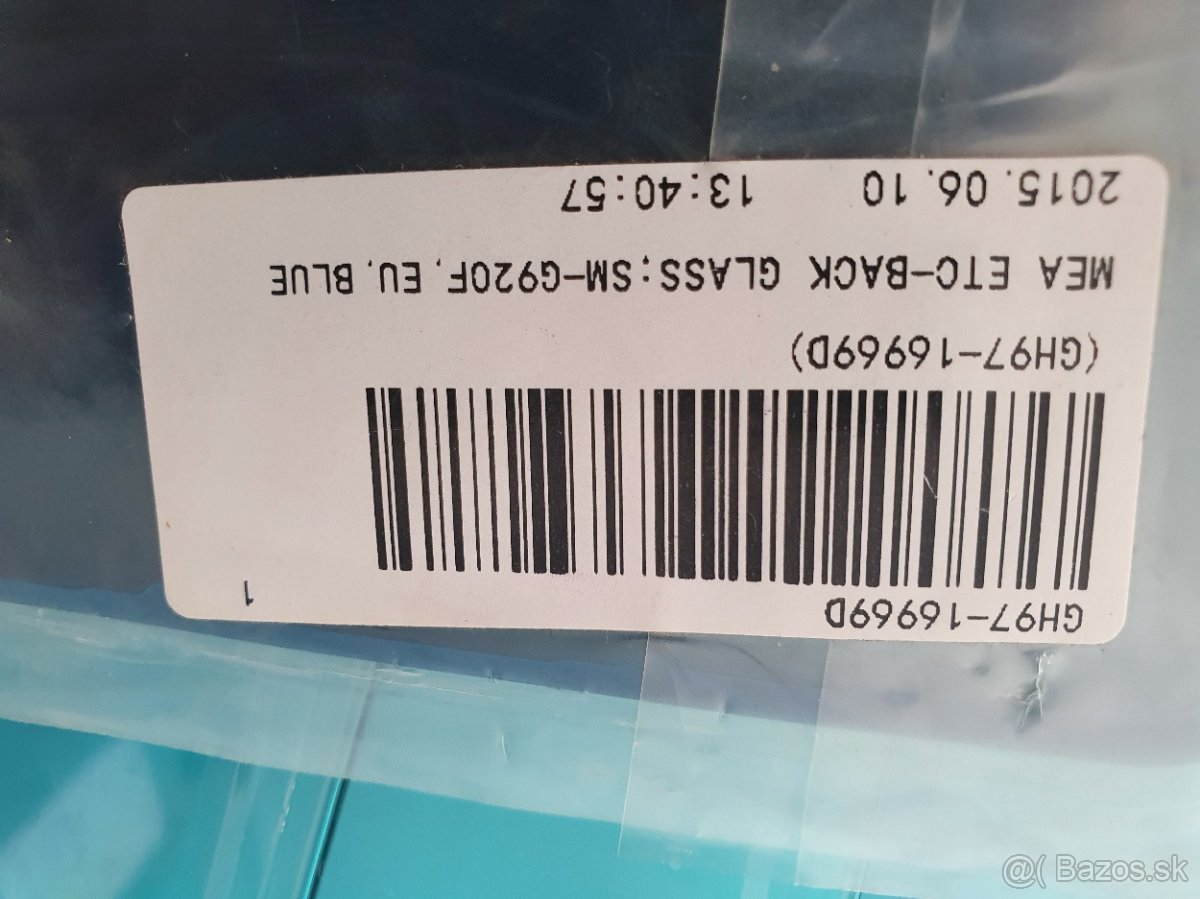 GH97-16969D
1
(GH97-16969D)
MEA ETC-BACK GLASS;SM-G920F, EU, BLUE
2015. 06. 10 13:40:57
@( Bazos.sk